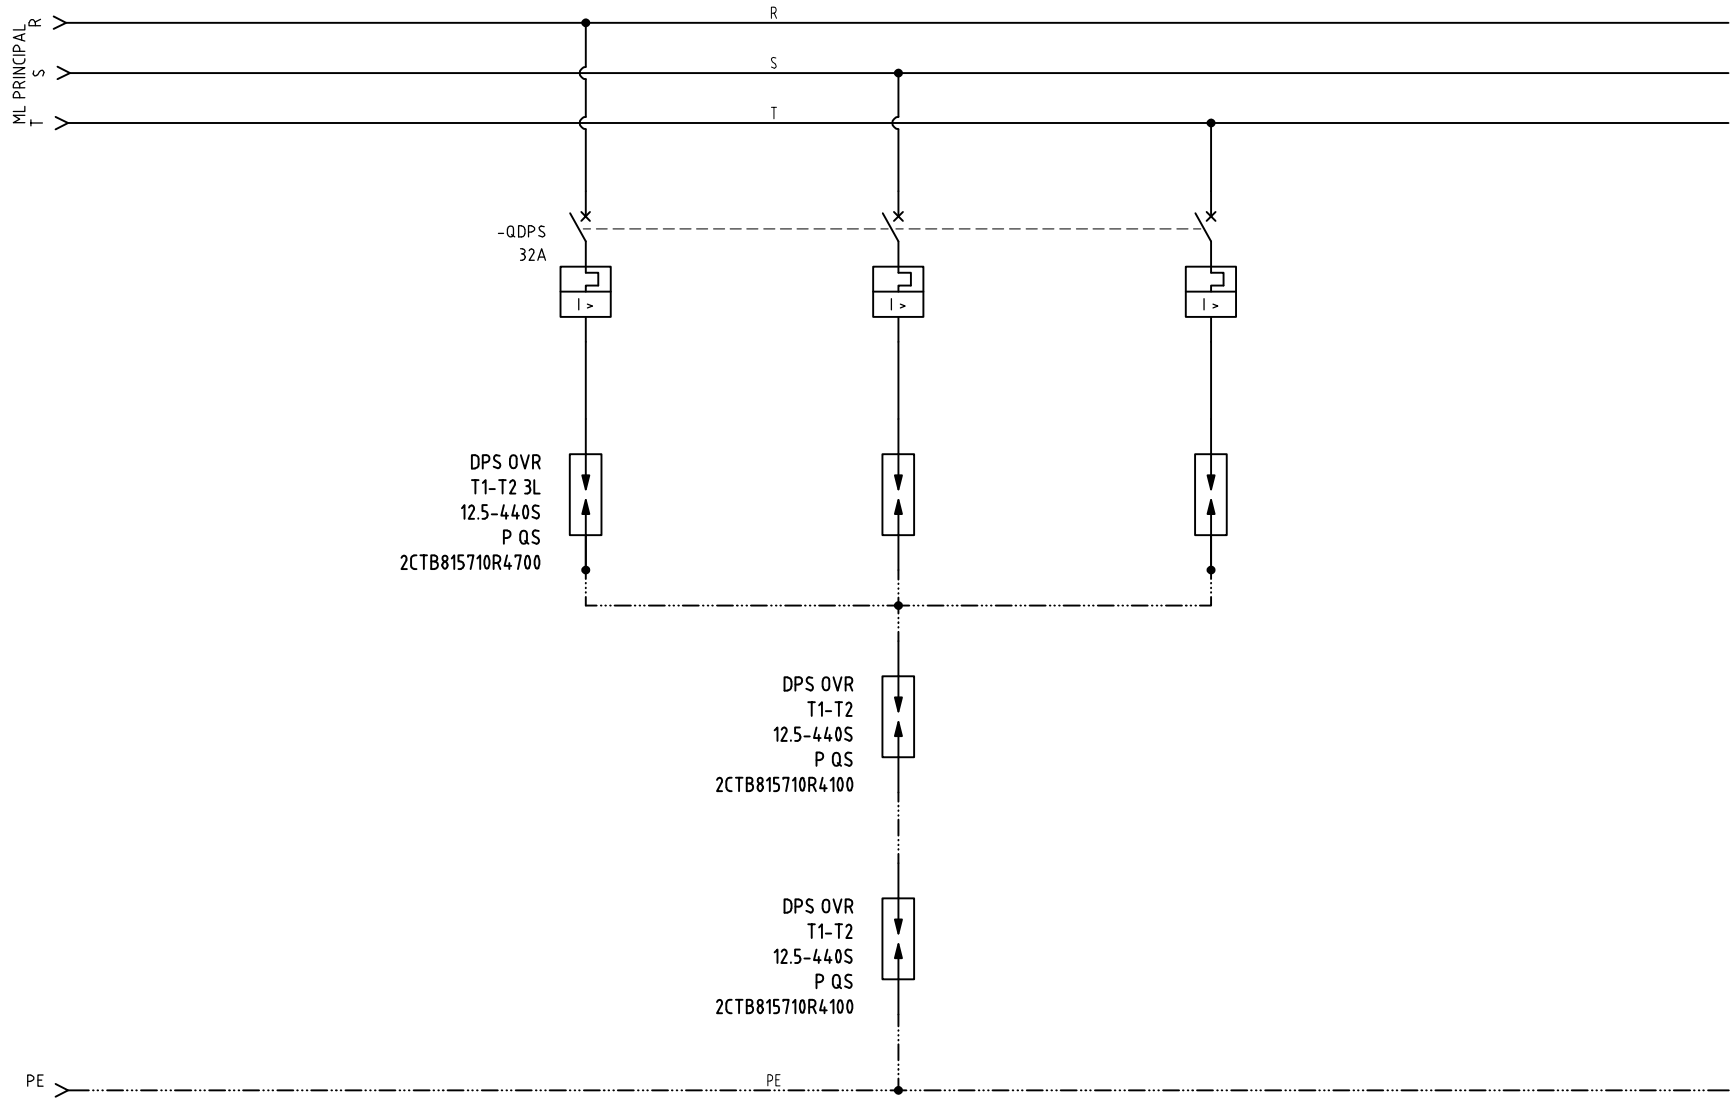 ML PRINCIPAL
R
R
S
S
T
T
-QDPS
32A
I >
I >
I >
DPS OVR
T1-T2 3L
12.5-440S
P QS
2CTB815710R4700
DPS OVR
T1-T2
12.5-440S
P QS
2CTB815710R4100
DPS OVR
T1-T2
12.5-440S
P QS
2CTB815710R4100
PE
PE